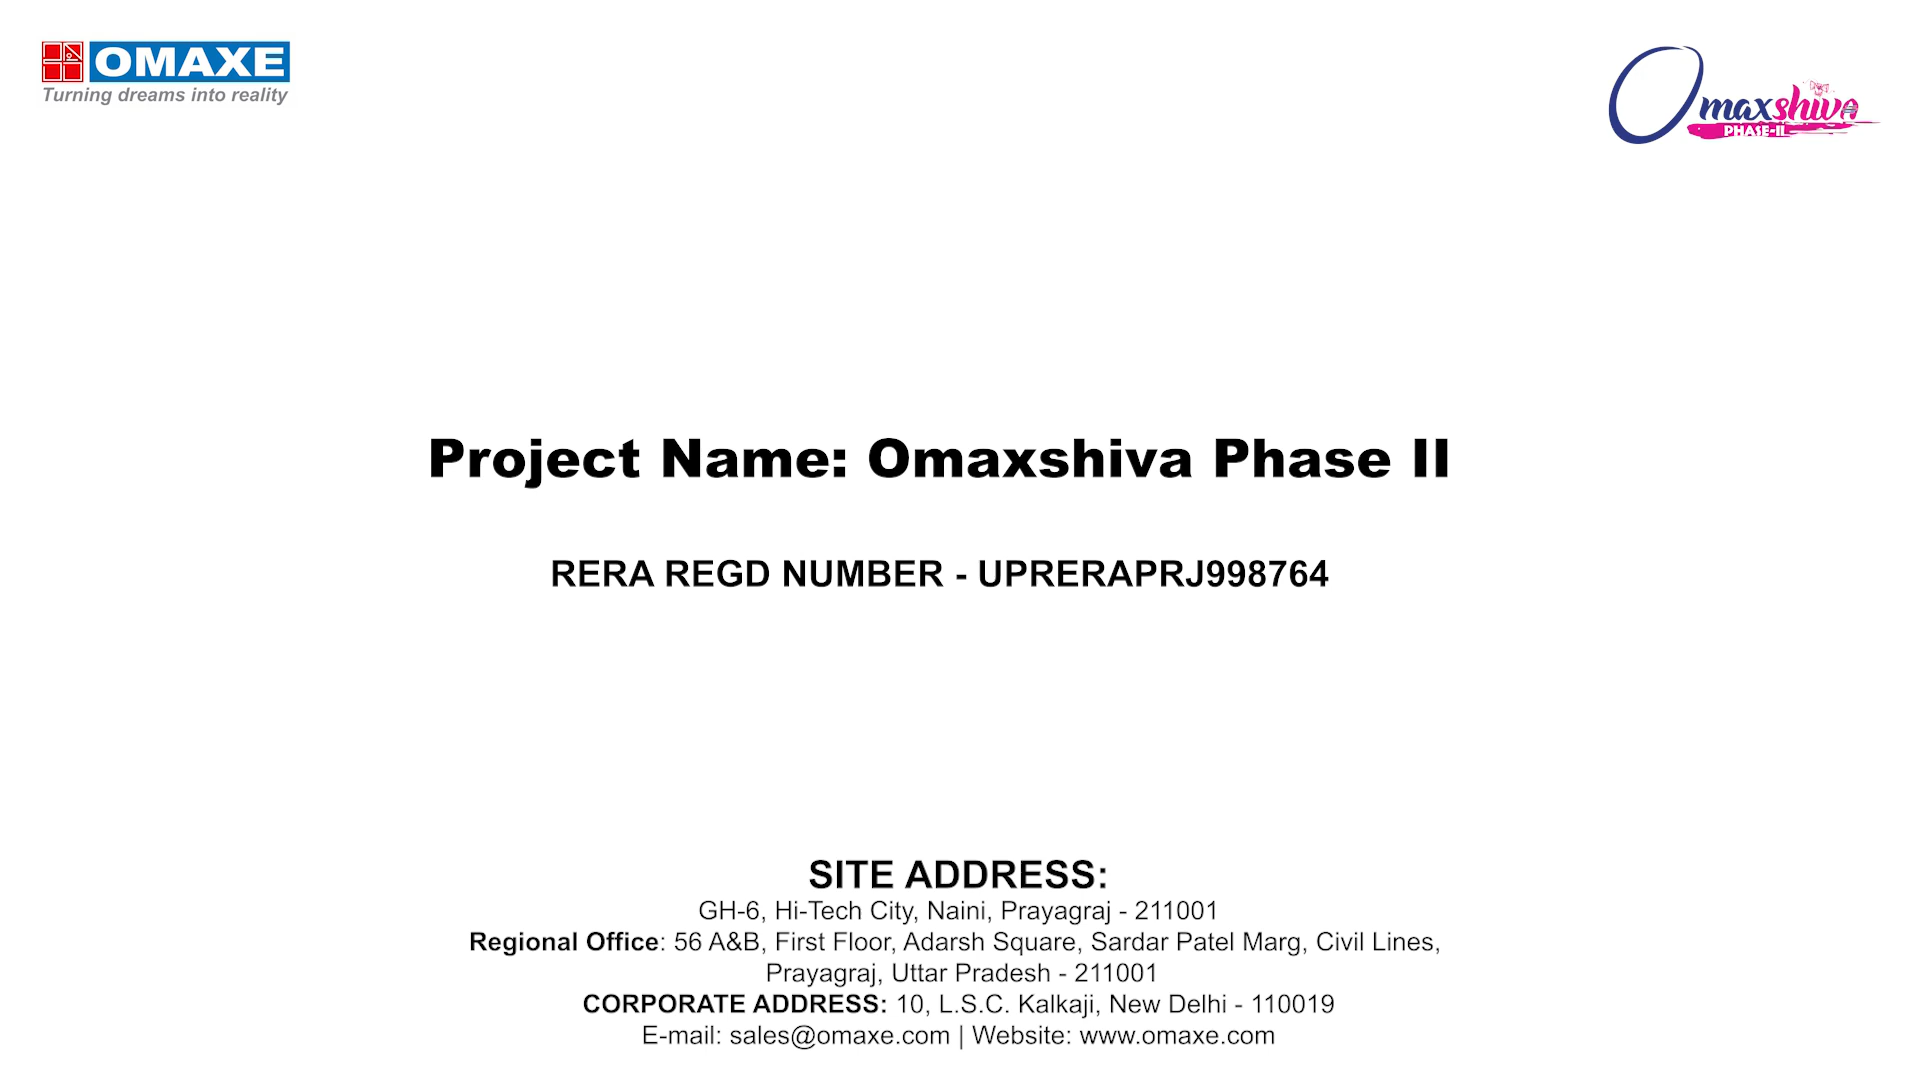 OMAXE
Turning dreams into reality
Omaxshiva
PHASE-II
Project Name: Omaxshiva Phase II
RERA REGD NUMBER - UPRERAPRJ998764
SITE ADDRESS:
GH-6, Hi-Tech City, Naini, Prayagraj - 211001
Regional Office: 56 A&B, First Floor, Adarsh Square, Sardar Patel Marg, Civil Lines,
Prayagraj, Uttar Pradesh - 211001
CORPORATE ADDRESS: 10, L.S.C. Kalkaji, New Delhi - 110019
E-mail: sales@omaxe.com | Website: www.omaxe.com